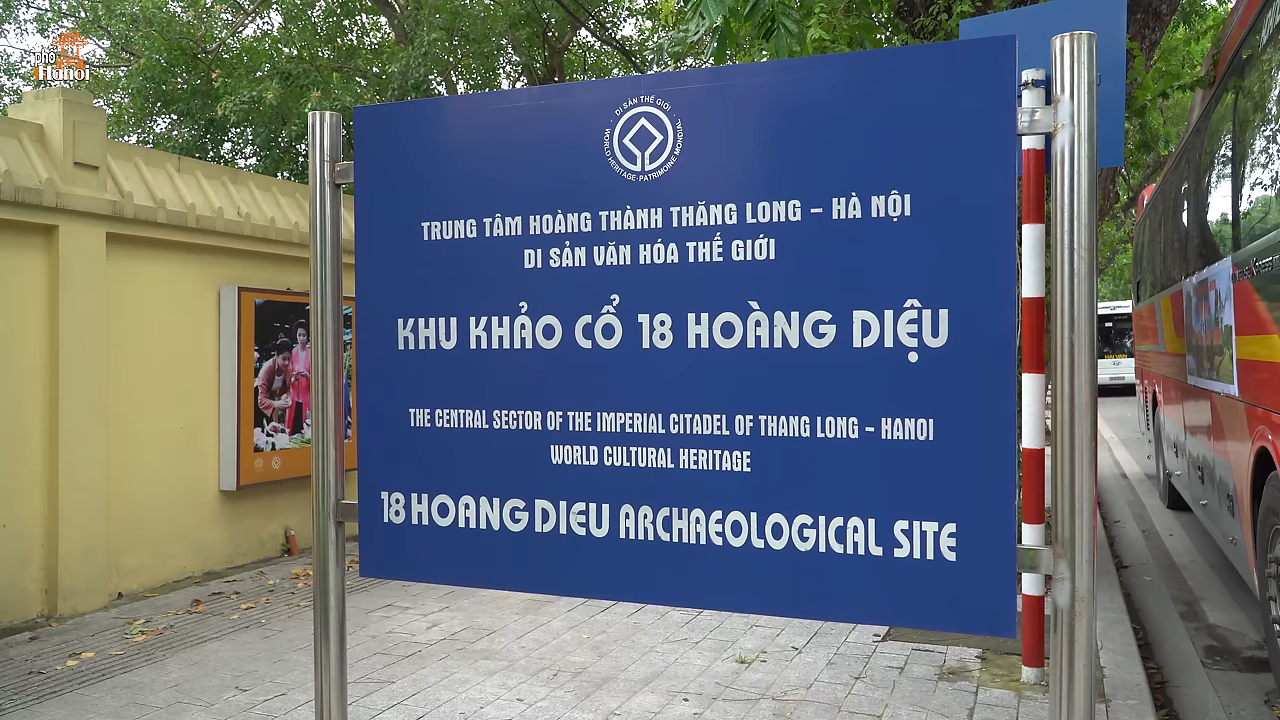 phố
Hanoi
DI SẢN THẾ GIỚI
WORLD HERITAGE · PATRIMOINE MONDIAL
TRUNG TÂM HOÀNG THÀNH THĂNG LONG – HÀ NỘI
DI SẢN VĂN HÓA THẾ GIỚI
KHU KHẢO CỔ 18 HOÀNG DIỆU
THE CENTRAL SECTOR OF THE IMPERIAL CITADEL OF THANG LONG – HANOI
WORLD CULTURAL HERITAGE
18 HOANG DIEU ARCHAEOLOGICAL SITE
HAI VAN